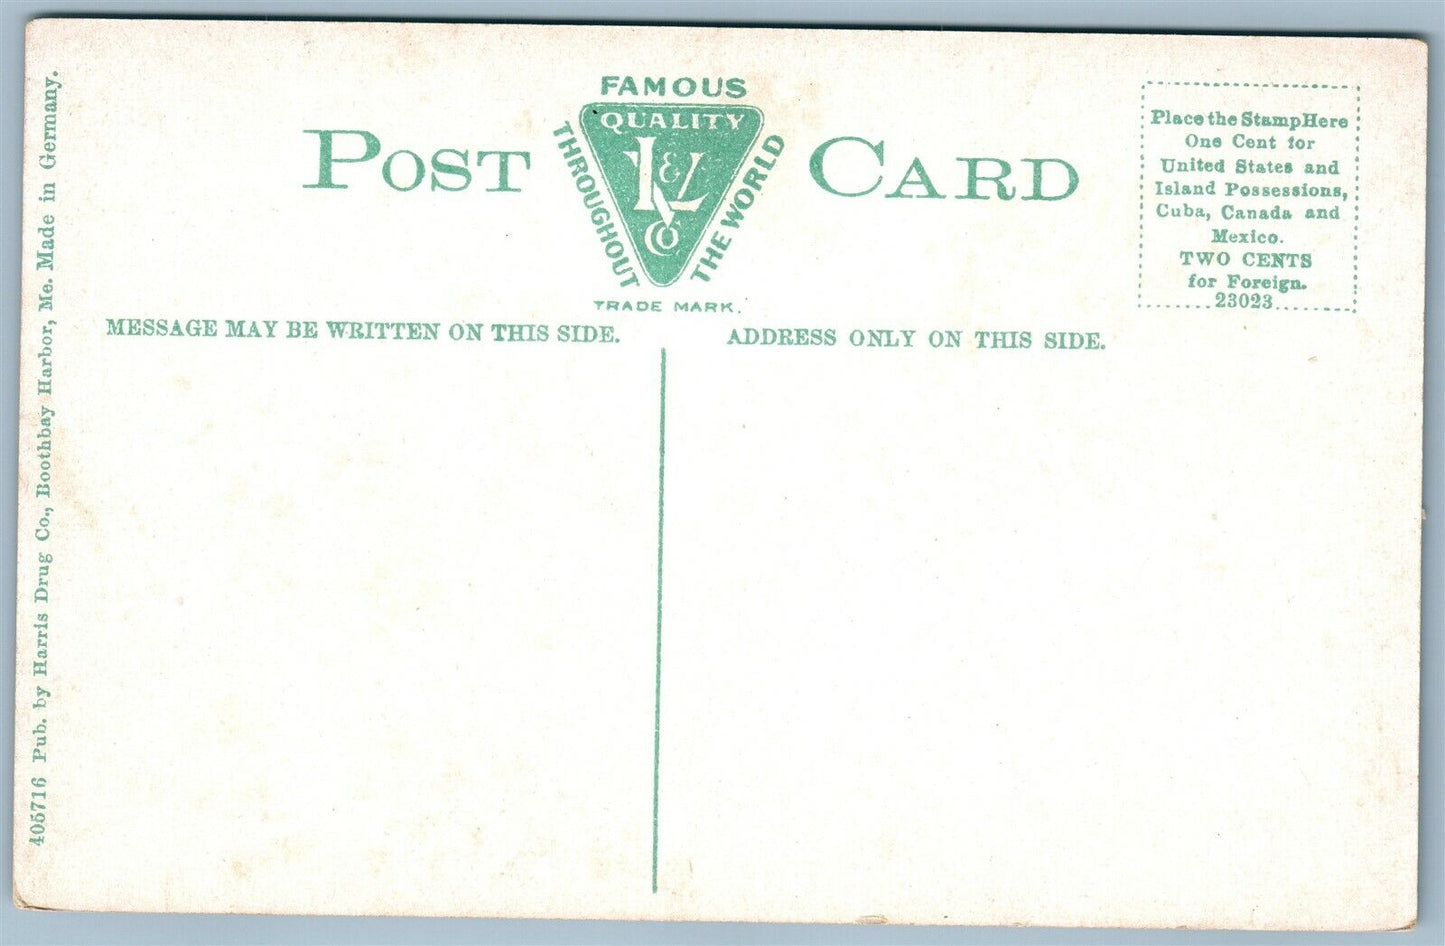 FAMOUS
QUALITY
THROUGHOUT
THE WORLD
K & L
Co
TRADE MARK.
POST CARD
Place the Stamp Here
One Cent for
United States and
Island Possessions,
Cuba, Canada and
Mexico.
TWO CENTS
for Foreign.
23023
MESSAGE MAY BE WRITTEN ON THIS SIDE.
ADDRESS ONLY ON THIS SIDE.
405716 Pub. by Harris Drug Co., Boothbay Harbor, Me. Made in Germany.